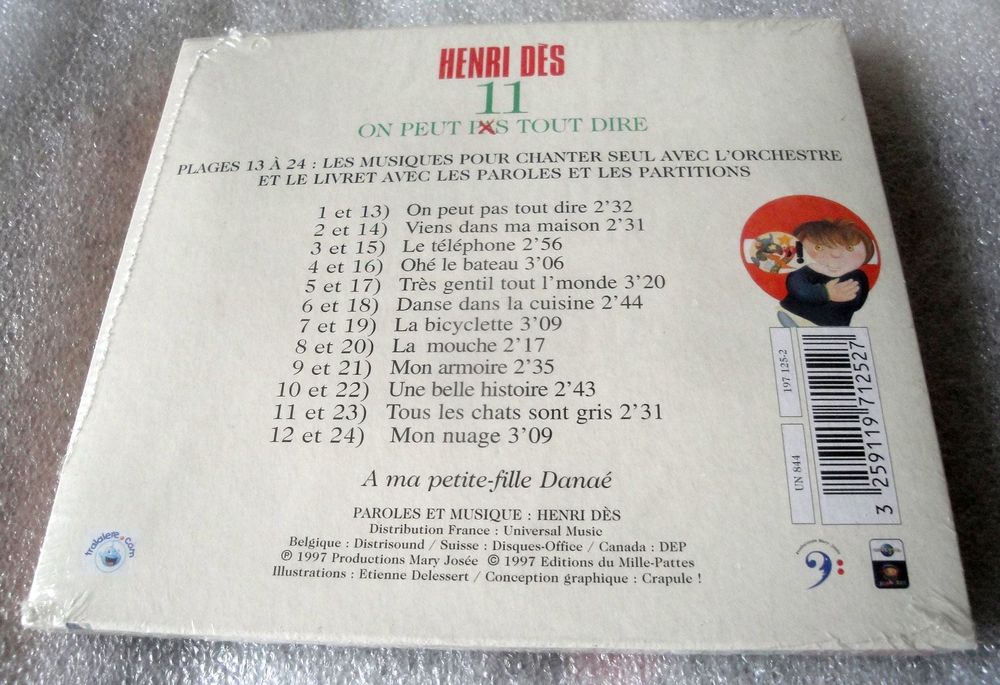 HENRI DÈS
11
ON PEUT PAS TOUT DIRE
PLAGES 13 À 24 : LES MUSIQUES POUR CHANTER SEUL AVEC L'ORCHESTRE
ET LE LIVRET AVEC LES PAROLES ET LES PARTITIONS
1 et 13) On peut pas tout dire 2'32
2 et 14) Viens dans ma maison 2'31
3 et 15) Le téléphone 2'56
4 et 16) Ohé le bateau 3'06
5 et 17) Très gentil tout l'monde 3'20
6 et 18) Danse dans la cuisine 2'44
7 et 19) La bicyclette 3'09
8 et 20) La mouche 2'17
9 et 21) Mon armoire 2'35
10 et 22) Une belle histoire 2'43
11 et 23) Tous les chats sont gris 2'31
12 et 24) Mon nuage 3'09
A ma petite-fille Danaé
PAROLES ET MUSIQUE : HENRI DÈS
Distribution France : Universal Music
Belgique : Distrisound / Suisse : Disques-Office / Canada : DEP
℗ 1997 Productions Mary Josée © 1997 Editions du Mille-Pattes
Illustrations : Etienne Delessert / Conception graphique : Crapule !
197 125-2
UN 844
3 259119 712527
tralalere.com
Productions Mary Josée